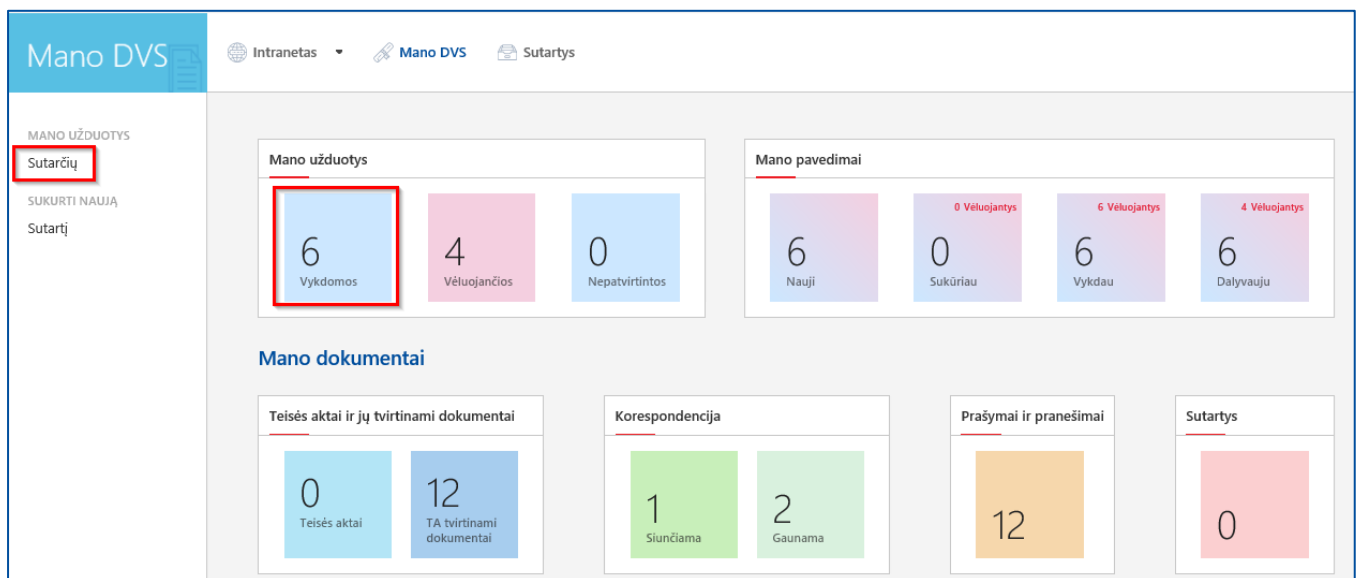 Mano DVS
Intranetas
Mano DVS
Sutartys
MANO UŽDUOTYS
Sutarčių
SUKURTI NAUJĄ
Sutartį
Mano užduotys
6
Vykdomos
4
Vėluojančios
0
Nepatvirtintos
Mano pavedimai
6
Nauji
0 Vėluojantys
0
Sukūriau
6 Vėluojantys
6
Vykdau
4 Vėluojantys
6
Dalyvauju
Mano dokumentai
Teisės aktai ir jų tvirtinami dokumentai
0
Teisės aktai
12
TA tvirtinami
dokumentai
Korespondencija
1
Siunčiama
2
Gaunama
Prašymai ir pranešimai
12
Sutartys
0